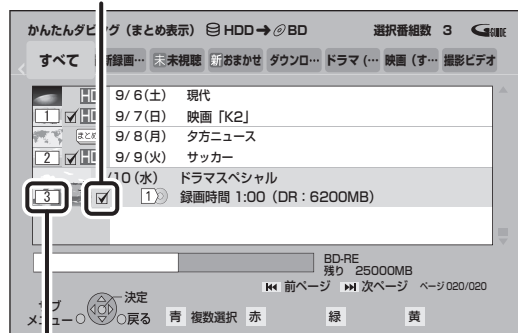 かんたんダビング（まとめ表示） HDD→BD 選択番組数 3 GGUIDE
すべて 新録画… 未 未視聴 新 おまかせ ダウンロ… ドラマ（… 映画（す… 撮影ビデオ
HD 9/ 6（土） 現代
1 HD 9/ 7（日） 映画「K2」
まとめ 9/ 8（月） 夕方ニュース
2 HD 9/ 9（火） サッカー
/10（水） ドラマスペシャル
3 1 録画時間 1:00（DR：6200MB）
BD-RE
残り 25000MB
前ページ 次ページ ページ 020/020
サブメニュー 決定 戻る 青 複数選択 赤 緑 黄